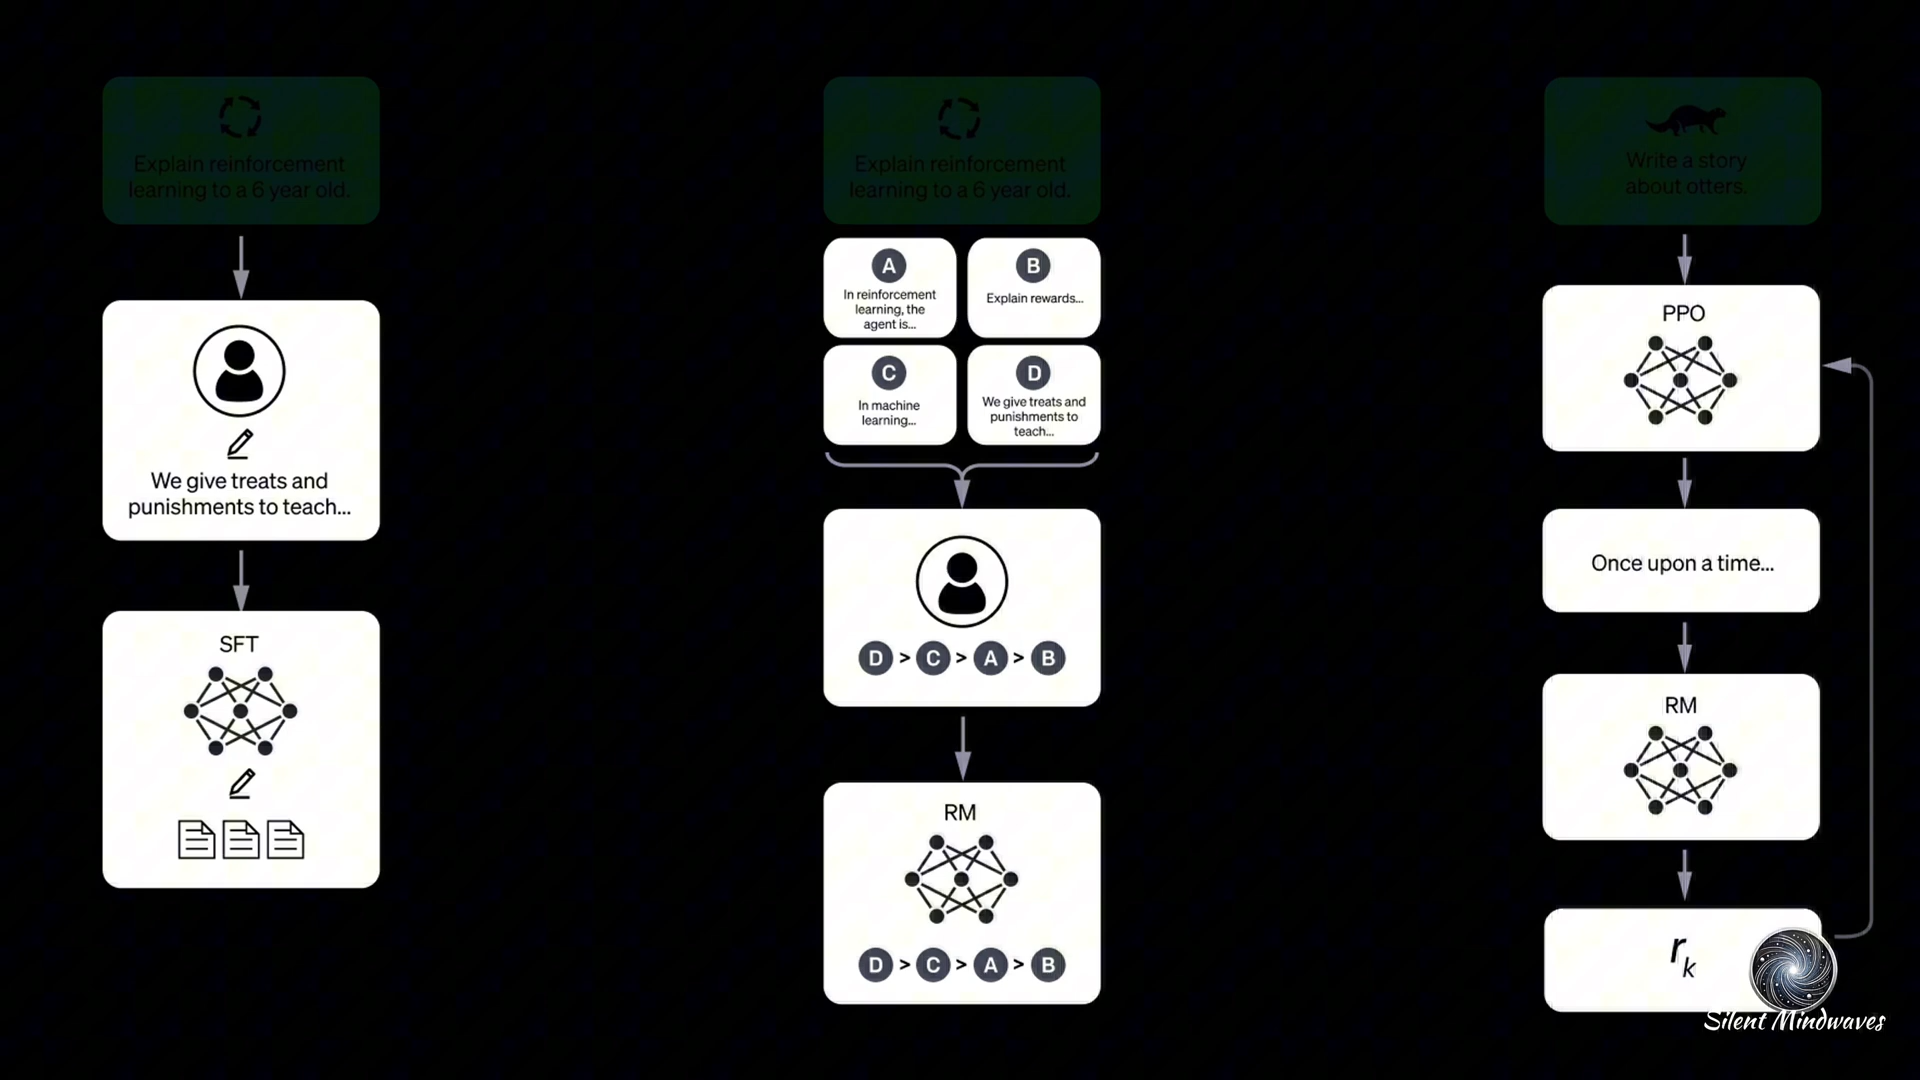 Explain reinforcement
learning to a 6 year old.
We give treats and
punishments to teach...
SFT
Explain reinforcement
learning to a 6 year old.
A
In reinforcement
learning, the
agent is...
B
Explain rewards...
C
In machine
learning...
D
We give treats and
punishments to
teach...
D > C > A > B
RM
D > C > A > B
Write a story
about otters.
PPO
Once upon a time...
RM
rk
Silent Mindwaves